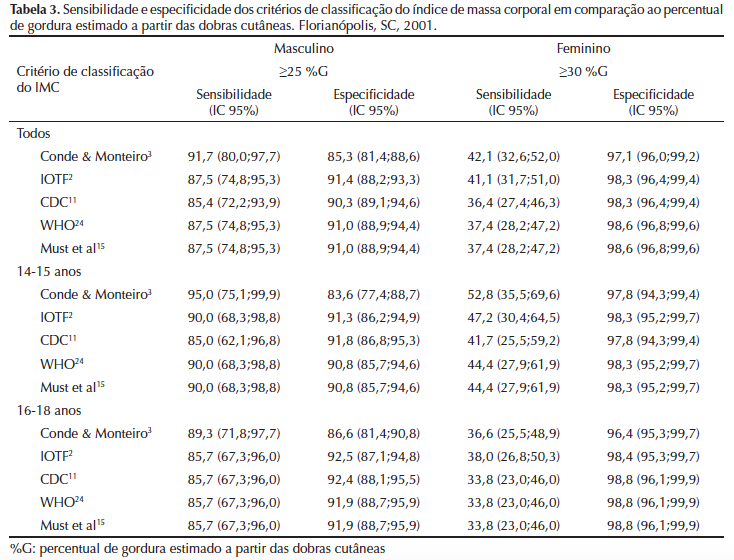 Tabela 3. Sensibilidade e especificidade dos critérios de classificação do índice de massa corporal em comparação ao percentual
de gordura estimado a partir das dobras cutâneas. Florianópolis, SC, 2001.
Masculino Feminino
Critério de classificação do IMC ≥25 %G ≥30 %G
Sensibilidade (IC 95%) Especificidade (IC 95%) Sensibilidade (IC 95%) Especificidade (IC 95%)
Todos
Conde & Monteiro³ 91,7 (80,0;97,7) 85,3 (81,4;88,6) 42,1 (32,6;52,0) 97,1 (96,0;99,2)
IOTF² 87,5 (74,8;95,3) 91,4 (88,2;93,3) 41,1 (31,7;51,0) 98,3 (96,4;99,4)
CDC¹¹ 85,4 (72,2;93,9) 90,3 (89,1;94,6) 36,4 (27,4;46,3) 98,3 (96,4;99,4)
WHO²⁴ 87,5 (74,8;95,3) 91,0 (88,9;94,4) 37,4 (28,2;47,2) 98,6 (96,8;99,6)
Must et al¹⁵ 87,5 (74,8;95,3) 91,0 (88,9;94,4) 37,4 (28,2;47,2) 98,6 (96,8;99,6)
14-15 anos
Conde & Monteiro³ 95,0 (75,1;99,9) 83,6 (77,4;88,7) 52,8 (35,5;69,6) 97,8 (94,3;99,4)
IOTF² 90,0 (68,3;98,8) 91,3 (86,2;94,9) 47,2 (30,4;64,5) 98,3 (95,2;99,7)
CDC¹¹ 85,0 (62,1;96,8) 91,8 (86,8;95,3) 41,7 (25,5;59,2) 97,8 (94,3;99,4)
WHO²⁴ 90,0 (68,3;98,8) 90,8 (85,7;94,6) 44,4 (27,9;61,9) 98,3 (95,2;99,7)
Must et al¹⁵ 90,0 (68,3;98,8) 90,8 (85,7;94,6) 44,4 (27,9;61,9) 98,3 (95,2;99,7)
16-18 anos
Conde & Monteiro³ 89,3 (71,8;97,7) 86,6 (81,4;90,8) 36,6 (25,5;48,9) 96,4 (95,3;99,7)
IOTF² 85,7 (67,3;96,0) 92,5 (87,1;94,8) 38,0 (26,8;50,3) 98,4 (95,3;99,7)
CDC¹¹ 85,7 (67,3;96,0) 92,4 (88,1;95,5) 33,8 (23,0;46,0) 98,8 (96,1;99,9)
WHO²⁴ 85,7 (67,3;96,0) 91,9 (88,7;95,9) 33,8 (23,0;46,0) 98,8 (96,1;99,9)
Must et al¹⁵ 85,7 (67,3;96,0) 91,9 (88,7;95,9) 33,8 (23,0;46,0) 98,8 (96,1;99,9)
%G: percentual de gordura estimado a partir das dobras cutâneas